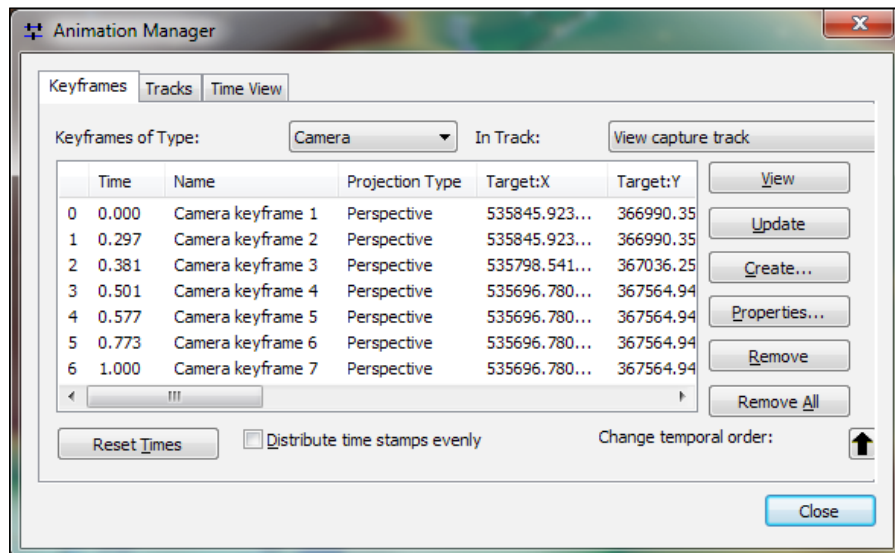 Animation Manager
Keyframes Tracks Time View
Keyframes of Type: Camera In Track: View capture track
Time Name Projection Type Target:X Target:Y View
0 0.000 Camera keyframe 1 Perspective 535845.923... 366990.35
Update
1 0.297 Camera keyframe 2 Perspective 535845.923... 366990.35
2 0.381 Camera keyframe 3 Perspective 535798.541... 367036.25 Create...
3 0.501 Camera keyframe 4 Perspective 535696.780... 367564.94
4 0.577 Camera keyframe 5 Perspective 535696.780... 367564.94 Properties...
5 0.773 Camera keyframe 6 Perspective 535696.780... 367564.94 Remove
6 1.000 Camera keyframe 7 Perspective 535696.780... 367564.94
Remove All
Reset Times Distribute time stamps evenly Change temporal order:
Close